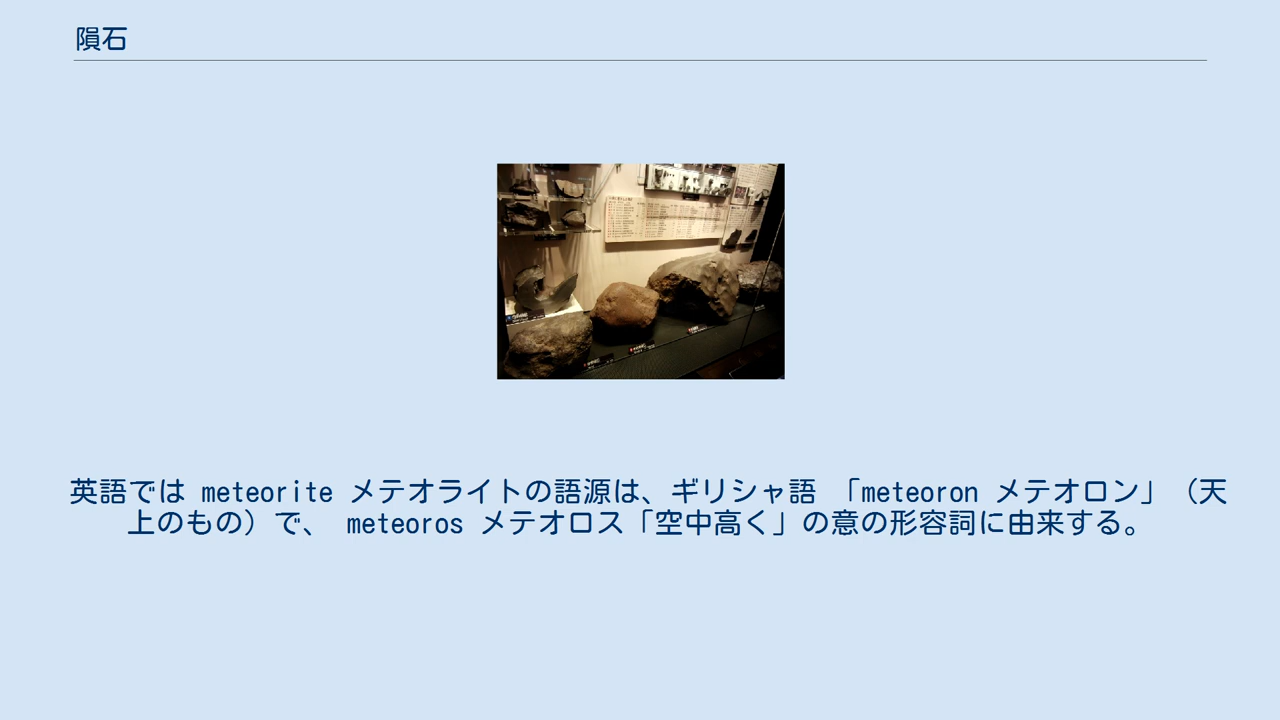 隕石
英語では meteorite メテオライトの語源は、ギリシャ語 「meteoron メテオロン」（天
上のもの）で、 meteoros メテオロス「空中高く」の意の形容詞に由来する。